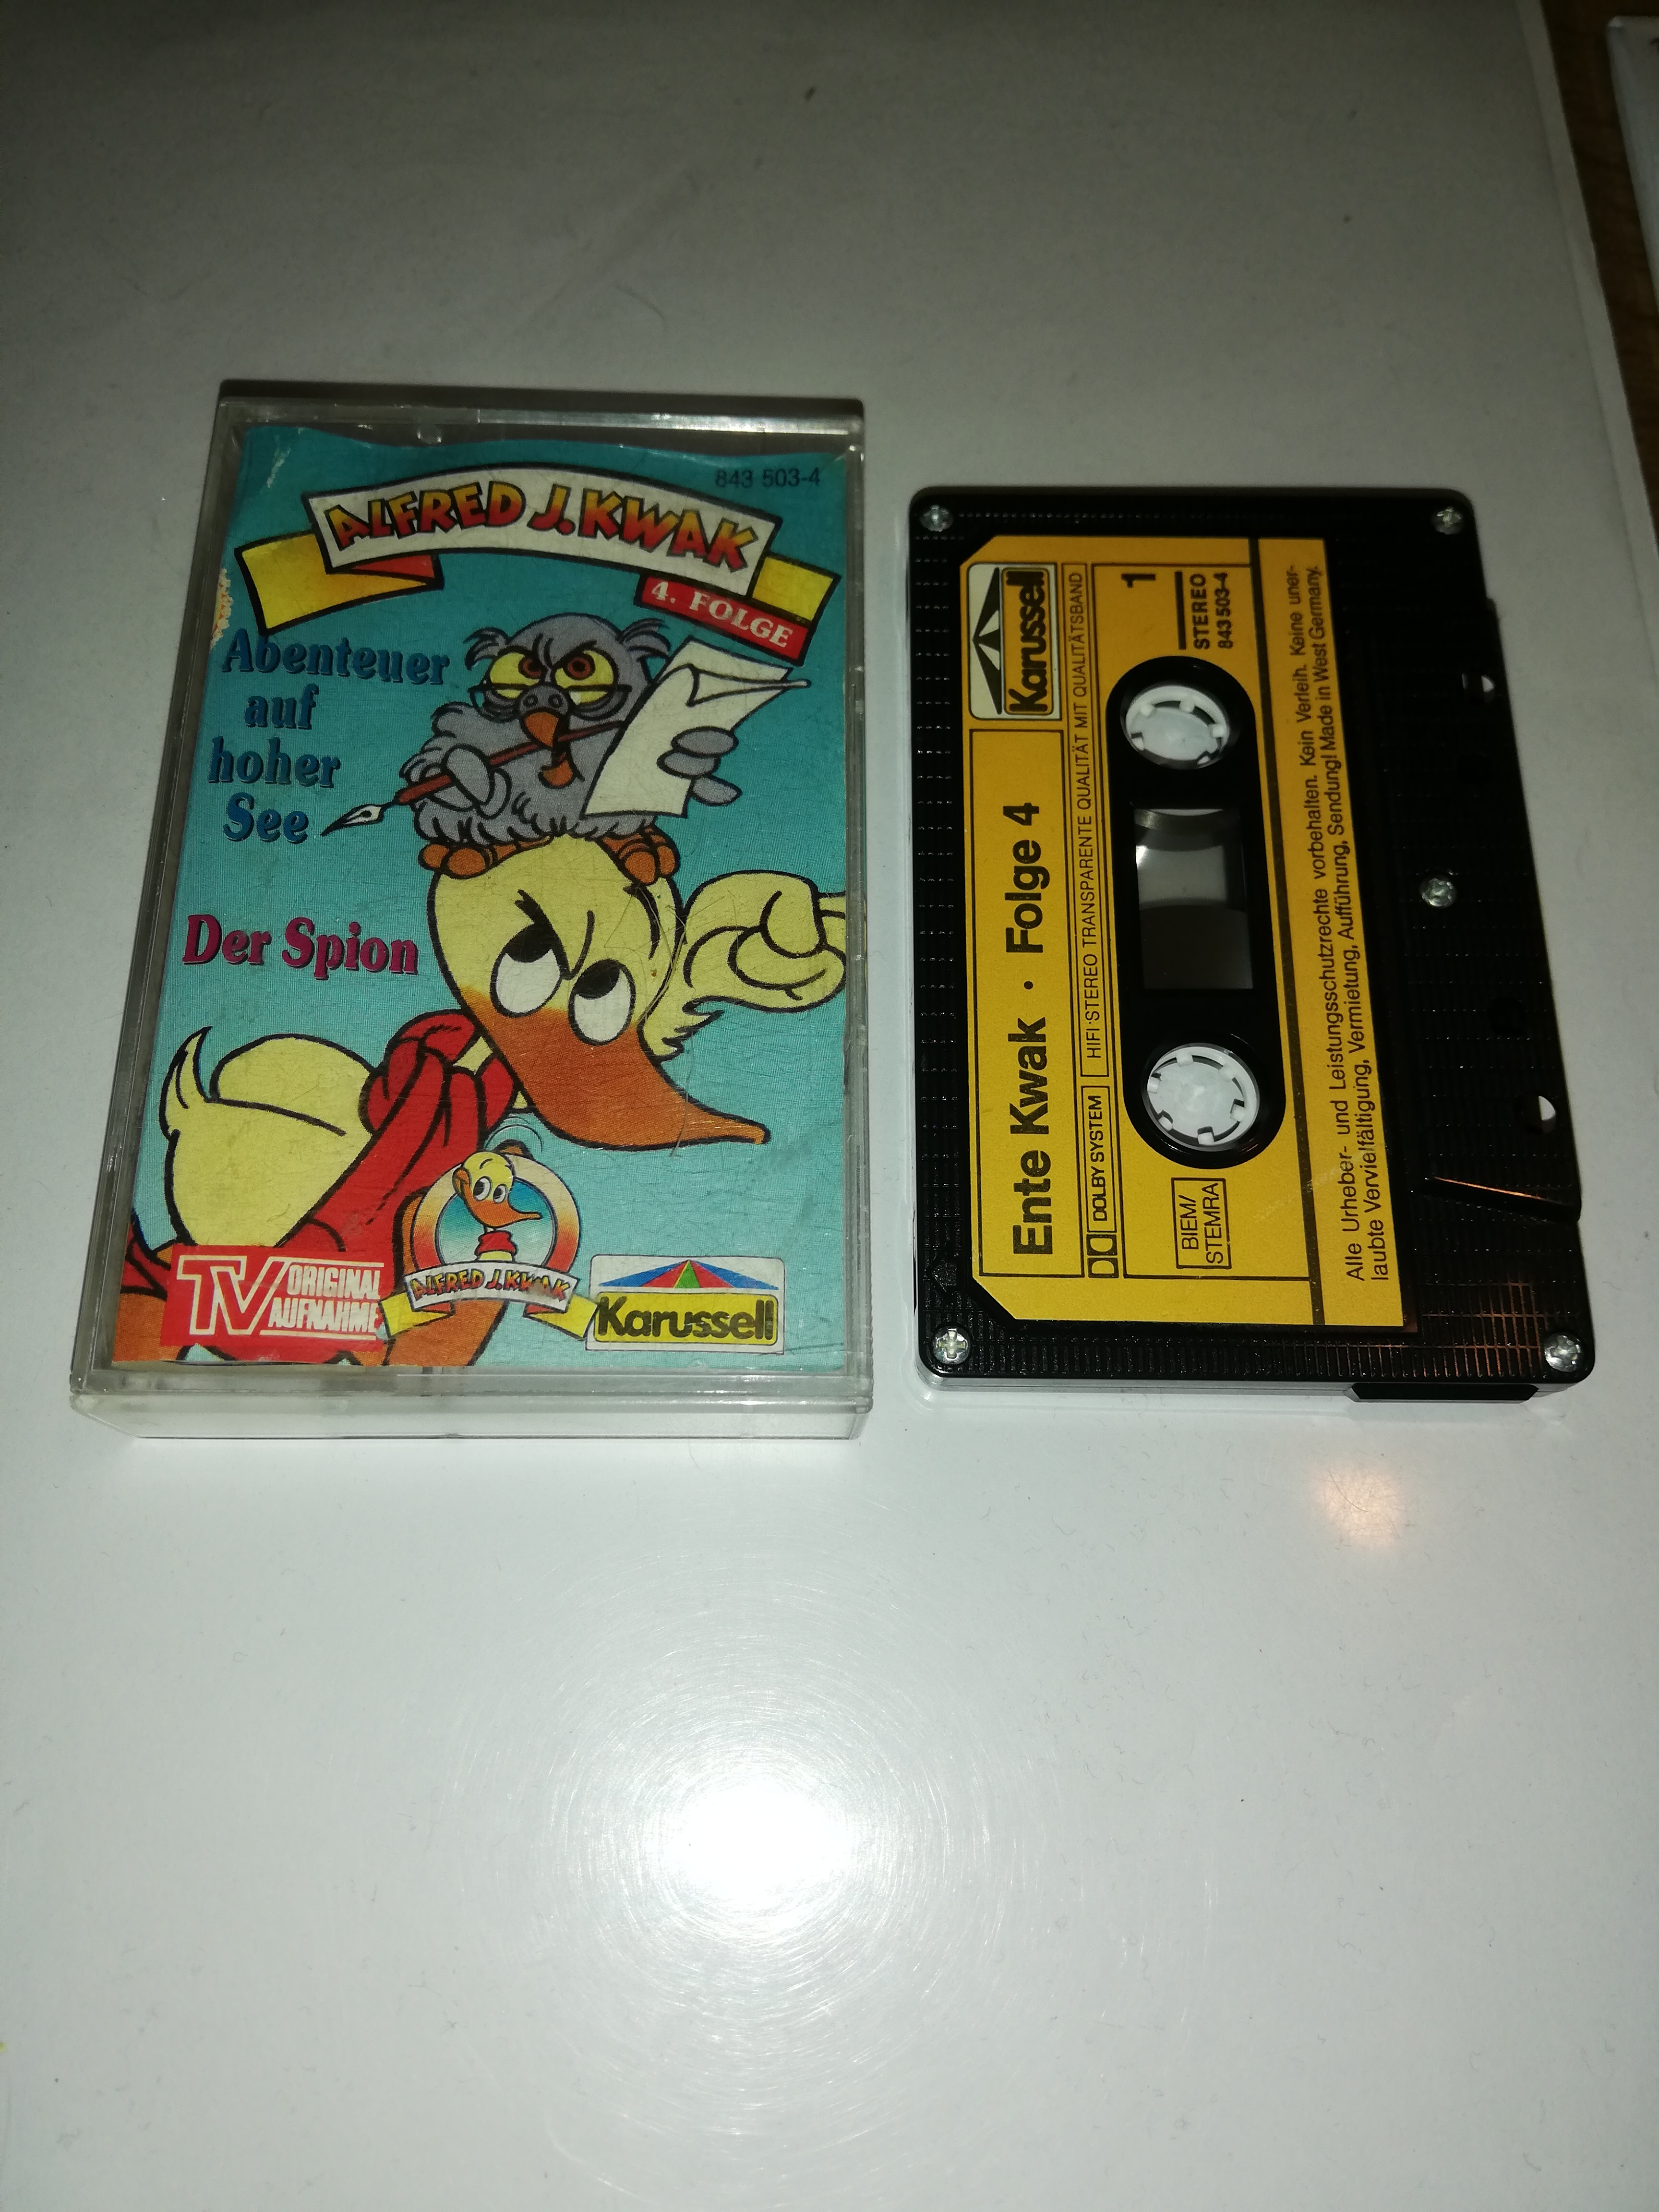 843 503-4
ALFRED J. KWAK
4. FOLGE
Abenteuer
auf
hoher
See
Der Spion
TV
ORIGINAL
AUFNAHME
ALFRED J. KWAK
Karussell
Karussell
Ente Kwak · Folge 4
DOLBY SYSTEM
HIFI-STEREO TRANSPARENTE QUALITÄT MIT QUALITÄTSBAND
1
STEREO
843 503-4
BIEM/
STEMRA
Alle Urheber- und Leistungsschutzrechte vorbehalten. Kein Verleih. Keine uner-
laubte Vervielfältigung, Vermietung, Aufführung, Sendung! Made in West Germany.